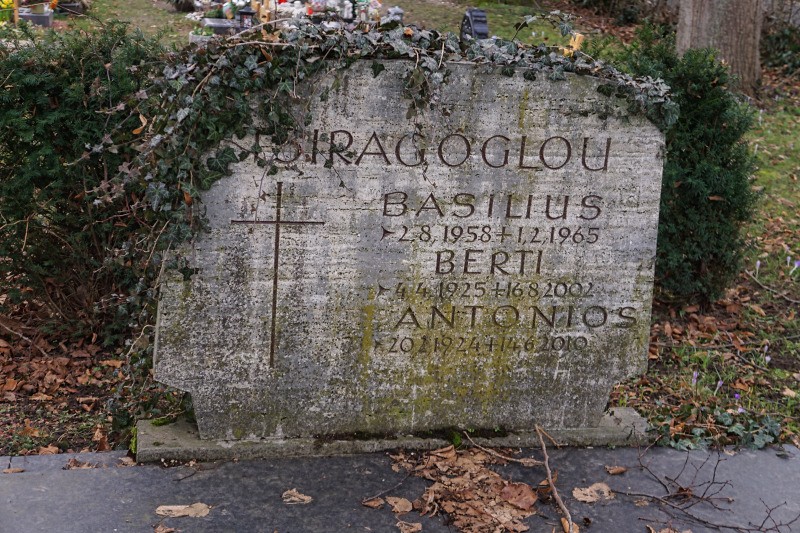 IRAGOGLOU
BASILIUS
2.8.1958 + 1.2.1965
BERTI
4.4.1925 + 16.8.2002
ANTONIOS
20.2.1924 + 14.6.2010